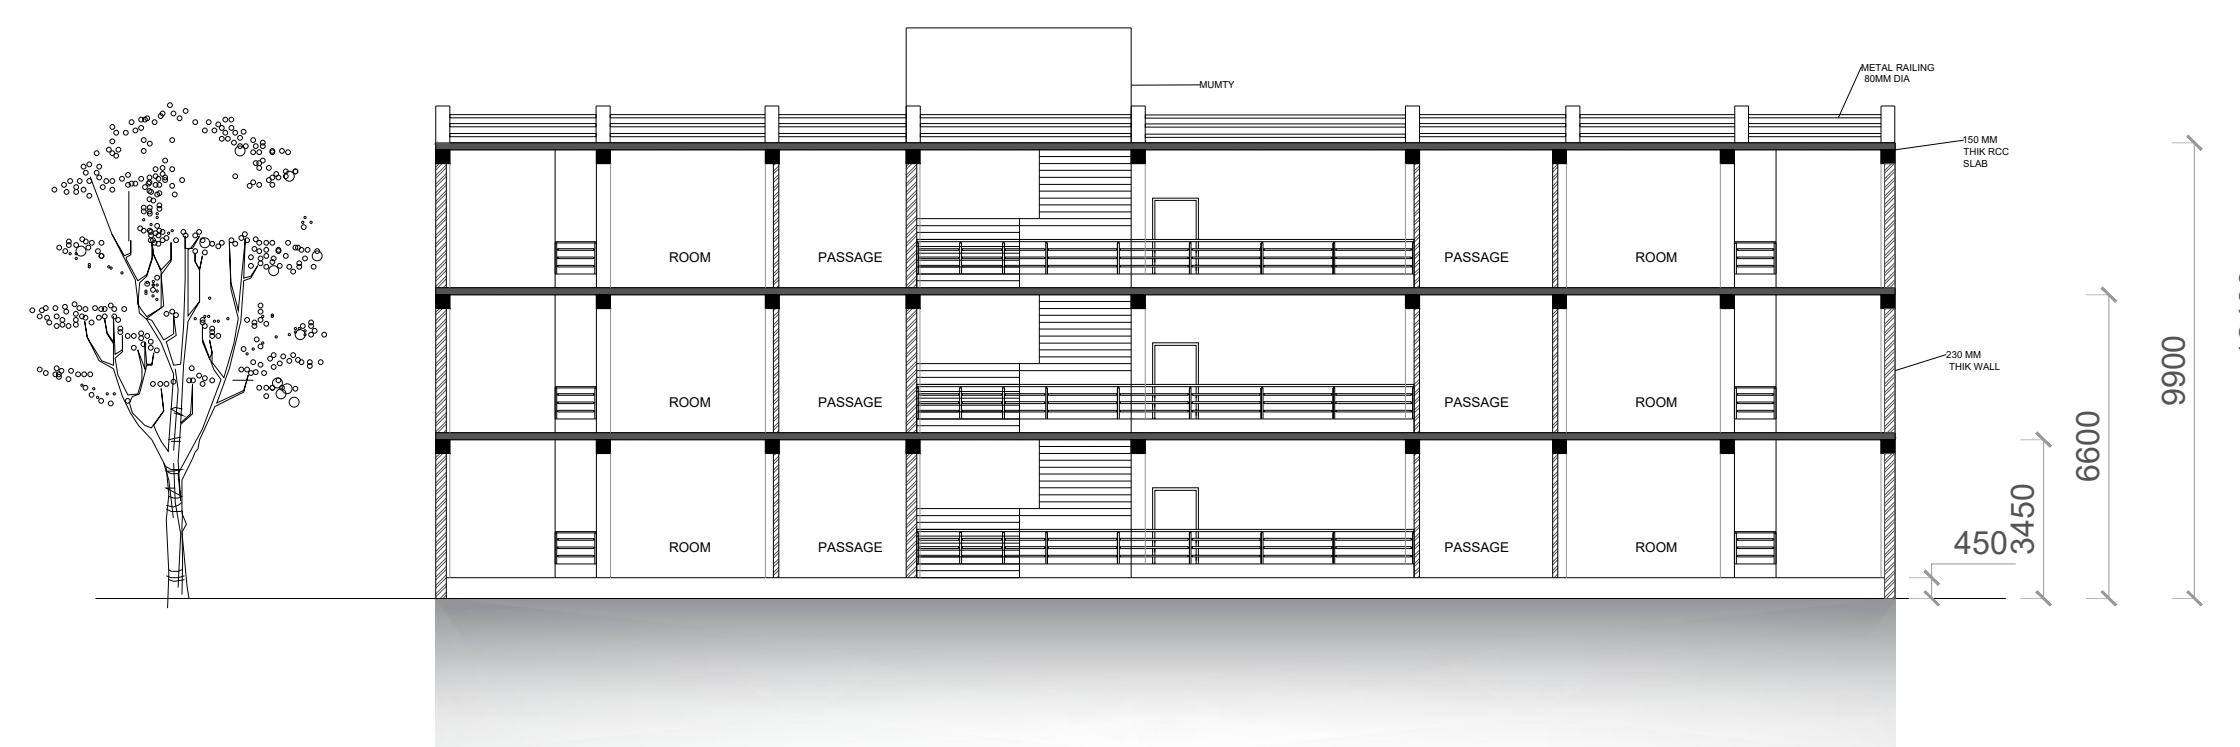 MUMTY
METAL RAILING
80MM DIA
150 MM
THIK RCC
SLAB
ROOM
PASSAGE
PASSAGE
ROOM
230 MM
THIK WALL
ROOM
PASSAGE
PASSAGE
ROOM
ROOM
PASSAGE
PASSAGE
ROOM
450
3450
6600
9900